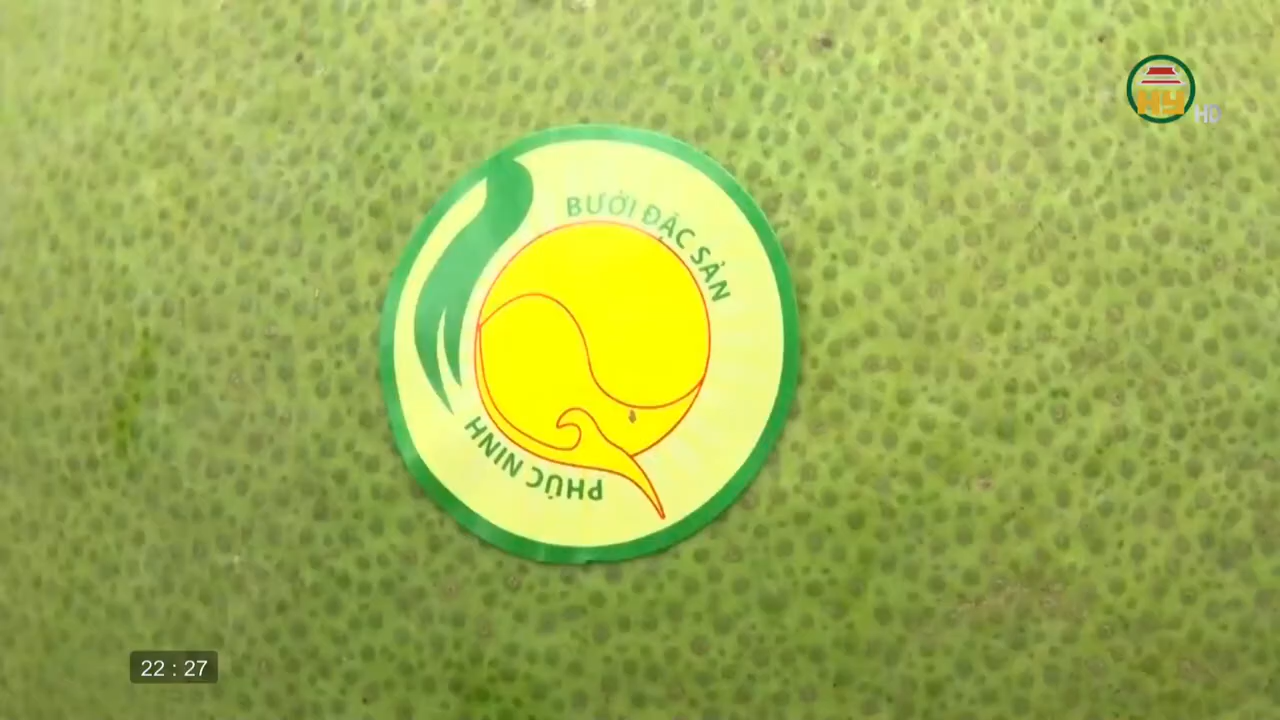 HY
HD
BƯỞI ĐẶC SẢN
PHÚC NINH
22 : 27